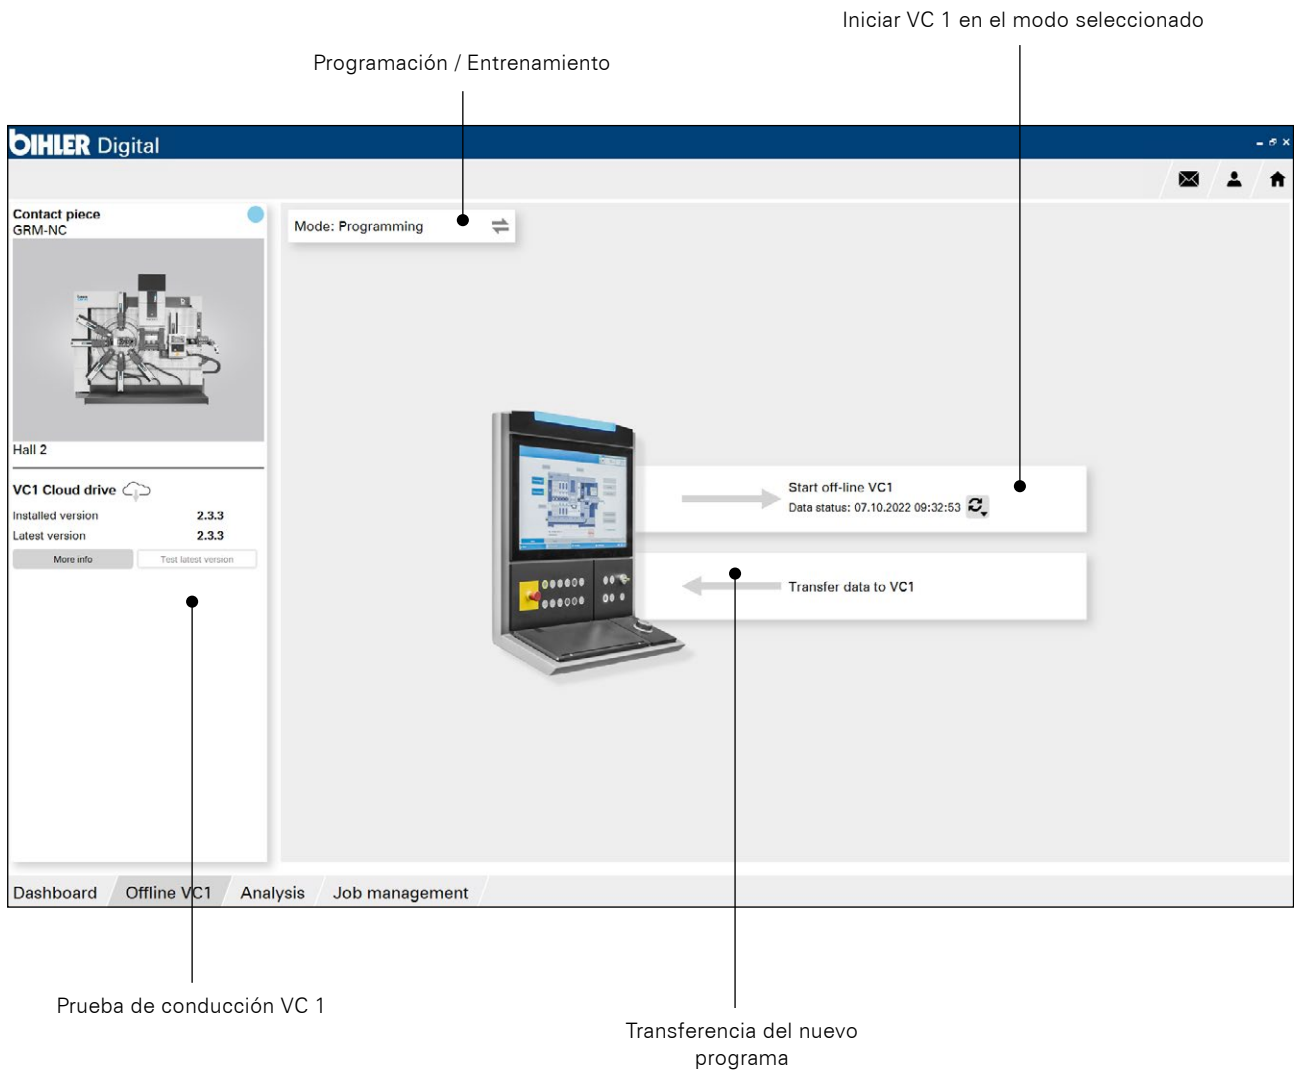 Iniciar VC 1 en el modo seleccionado
Programación / Entrenamiento
BIHLER Digital
Contact piece
GRM-NC
Mode: Programming
Hall 2
VC1 Cloud drive
Installed version 2.3.3
Latest version 2.3.3
More info Test latest version
Start off-line VC1
Data status: 07.10.2022 09:32:53
Transfer data to VC1
Dashboard Offline VC1 Analysis Job management
Prueba de conducción VC 1
Transferencia del nuevo
programa